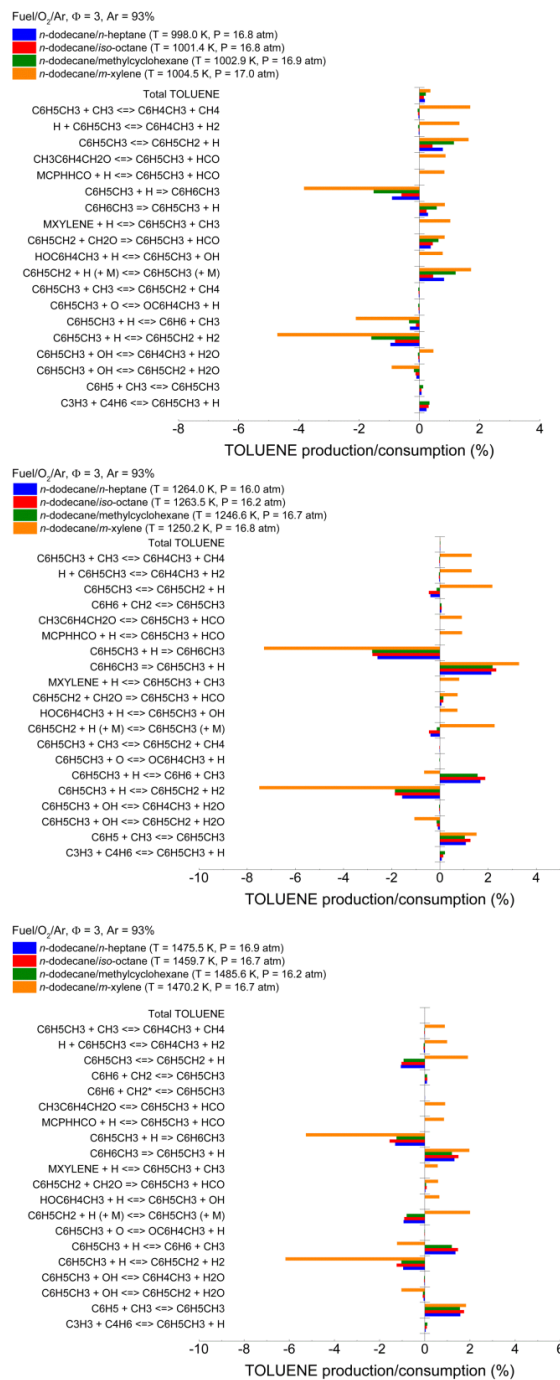 Fuel/O2/Ar, Φ = 3, Ar = 93%
n-dodecane/n-heptane (T = 998.0 K, P = 16.8 atm)
n-dodecane/iso-octane (T = 1001.4 K, P = 16.8 atm)
n-dodecane/methylcyclohexane (T = 1002.9 K, P = 16.9 atm)
n-dodecane/m-xylene (T = 1004.5 K, P = 17.0 atm)
Total TOLUENE
C6H5CH3 + CH3 <=> C6H4CH3 + CH4
H + C6H5CH3 <=> C6H4CH3 + H2
C6H5CH3 <=> C6H5CH2 + H
CH3C6H4CH2O <=> C6H5CH3 + HCO
MCPHHCO + H <=> C6H5CH3 + HCO
C6H5CH3 + H => C6H6CH3
C6H6CH3 => C6H5CH3 + H
MXYLENE + H <=> C6H5CH3 + CH3
C6H5CH2 + CH2O => C6H5CH3 + HCO
HOC6H4CH3 + H <=> C6H5CH3 + OH
C6H5CH2 + H (+ M) <=> C6H5CH3 (+ M)
C6H5CH3 + CH3 <=> C6H5CH2 + CH4
C6H5CH3 + O <=> OC6H4CH3 + H
C6H5CH3 + H <=> C6H6 + CH3
C6H5CH3 + H <=> C6H5CH2 + H2
C6H5CH3 + OH <=> C6H4CH3 + H2O
C6H5CH3 + OH <=> C6H5CH2 + H2O
C6H5 + CH3 <=> C6H5CH3
C3H3 + C4H6 <=> C6H5CH3 + H
-8 -6 -4 -2 0 2 4
TOLUENE production/consumption (%)
Fuel/O2/Ar, Φ = 3, Ar = 93%
n-dodecane/n-heptane (T = 1264.0 K, P = 16.0 atm)
n-dodecane/iso-octane (T = 1263.5 K, P = 16.2 atm)
n-dodecane/methylcyclohexane (T = 1246.6 K, P = 16.7 atm)
n-dodecane/m-xylene (T = 1250.2 K, P = 16.8 atm)
Total TOLUENE
C6H5CH3 + CH3 <=> C6H4CH3 + CH4
H + C6H5CH3 <=> C6H4CH3 + H2
C6H5CH3 <=> C6H5CH2 + H
C6H6 + CH2 <=> C6H5CH3
CH3C6H4CH2O <=> C6H5CH3 + HCO
MCPHHCO + H <=> C6H5CH3 + HCO
C6H5CH3 + H => C6H6CH3
C6H6CH3 => C6H5CH3 + H
MXYLENE + H <=> C6H5CH3 + CH3
C6H5CH2 + CH2O => C6H5CH3 + HCO
HOC6H4CH3 + H <=> C6H5CH3 + OH
C6H5CH2 + H (+ M) <=> C6H5CH3 (+ M)
C6H5CH3 + CH3 <=> C6H5CH2 + CH4
C6H5CH3 + O <=> OC6H4CH3 + H
C6H5CH3 + H <=> C6H6 + CH3
C6H5CH3 + H <=> C6H5CH2 + H2
C6H5CH3 + OH <=> C6H4CH3 + H2O
C6H5CH3 + OH <=> C6H5CH2 + H2O
C6H5 + CH3 <=> C6H5CH3
C3H3 + C4H6 <=> C6H5CH3 + H
-10 -8 -6 -4 -2 0 2 4
TOLUENE production/consumption (%)
Fuel/O2/Ar, Φ = 3, Ar = 93%
n-dodecane/n-heptane (T = 1475.5 K, P = 16.9 atm)
n-dodecane/iso-octane (T = 1459.7 K, P = 16.7 atm)
n-dodecane/methylcyclohexane (T = 1485.6 K, P = 16.2 atm)
n-dodecane/m-xylene (T = 1470.2 K, P = 16.7 atm)
Total TOLUENE
C6H5CH3 + CH3 <=> C6H4CH3 + CH4
H + C6H5CH3 <=> C6H4CH3 + H2
C6H5CH3 <=> C6H5CH2 + H
C6H6 + CH2 <=> C6H5CH3
C6H6 + CH2* <=> C6H5CH3
CH3C6H4CH2O <=> C6H5CH3 + HCO
MCPHHCO + H <=> C6H5CH3 + HCO
C6H5CH3 + H => C6H6CH3
C6H6CH3 => C6H5CH3 + H
MXYLENE + H <=> C6H5CH3 + CH3
C6H5CH2 + CH2O => C6H5CH3 + HCO
HOC6H4CH3 + H <=> C6H5CH3 + OH
C6H5CH2 + H (+ M) <=> C6H5CH3 (+ M)
C6H5CH3 + O <=> OC6H4CH3 + H
C6H5CH3 + H <=> C6H6 + CH3
C6H5CH3 + H <=> C6H5CH2 + H2
C6H5CH3 + OH <=> C6H4CH3 + H2O
C6H5CH3 + OH <=> C6H5CH2 + H2O
C6H5 + CH3 <=> C6H5CH3
C3H3 + C4H6 <=> C6H5CH3 + H
-10 -8 -6 -4 -2 0 2 4 6
TOLUENE production/consumption (%)